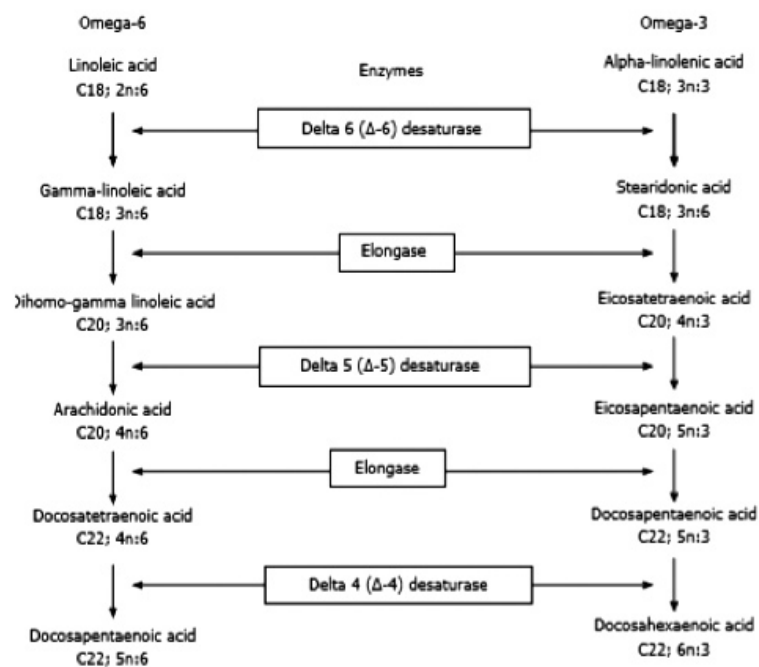 Omega-6
Omega-3
Linoleic acid
C18; 2n:6
Enzymes
Alpha-linolenic acid
C18; 3n:3
Delta 6 (Δ-6) desaturase
Gamma-linoleic acid
C18; 3n:6
Stearidonic acid
C18; 3n:6
Elongase
Dihomo-gamma linoleic acid
C20; 3n:6
Eicosatetraenoic acid
C20; 4n:3
Delta 5 (Δ-5) desaturase
Arachidonic acid
C20; 4n:6
Eicosapentaenoic acid
C20; 5n:3
Elongase
Docosatetraenoic acid
C22; 4n:6
Docosapentaenoic acid
C22; 5n:3
Delta 4 (Δ-4) desaturase
Docosapentaenoic acid
C22; 5n:6
Docosahexaenoic acid
C22; 6n:3